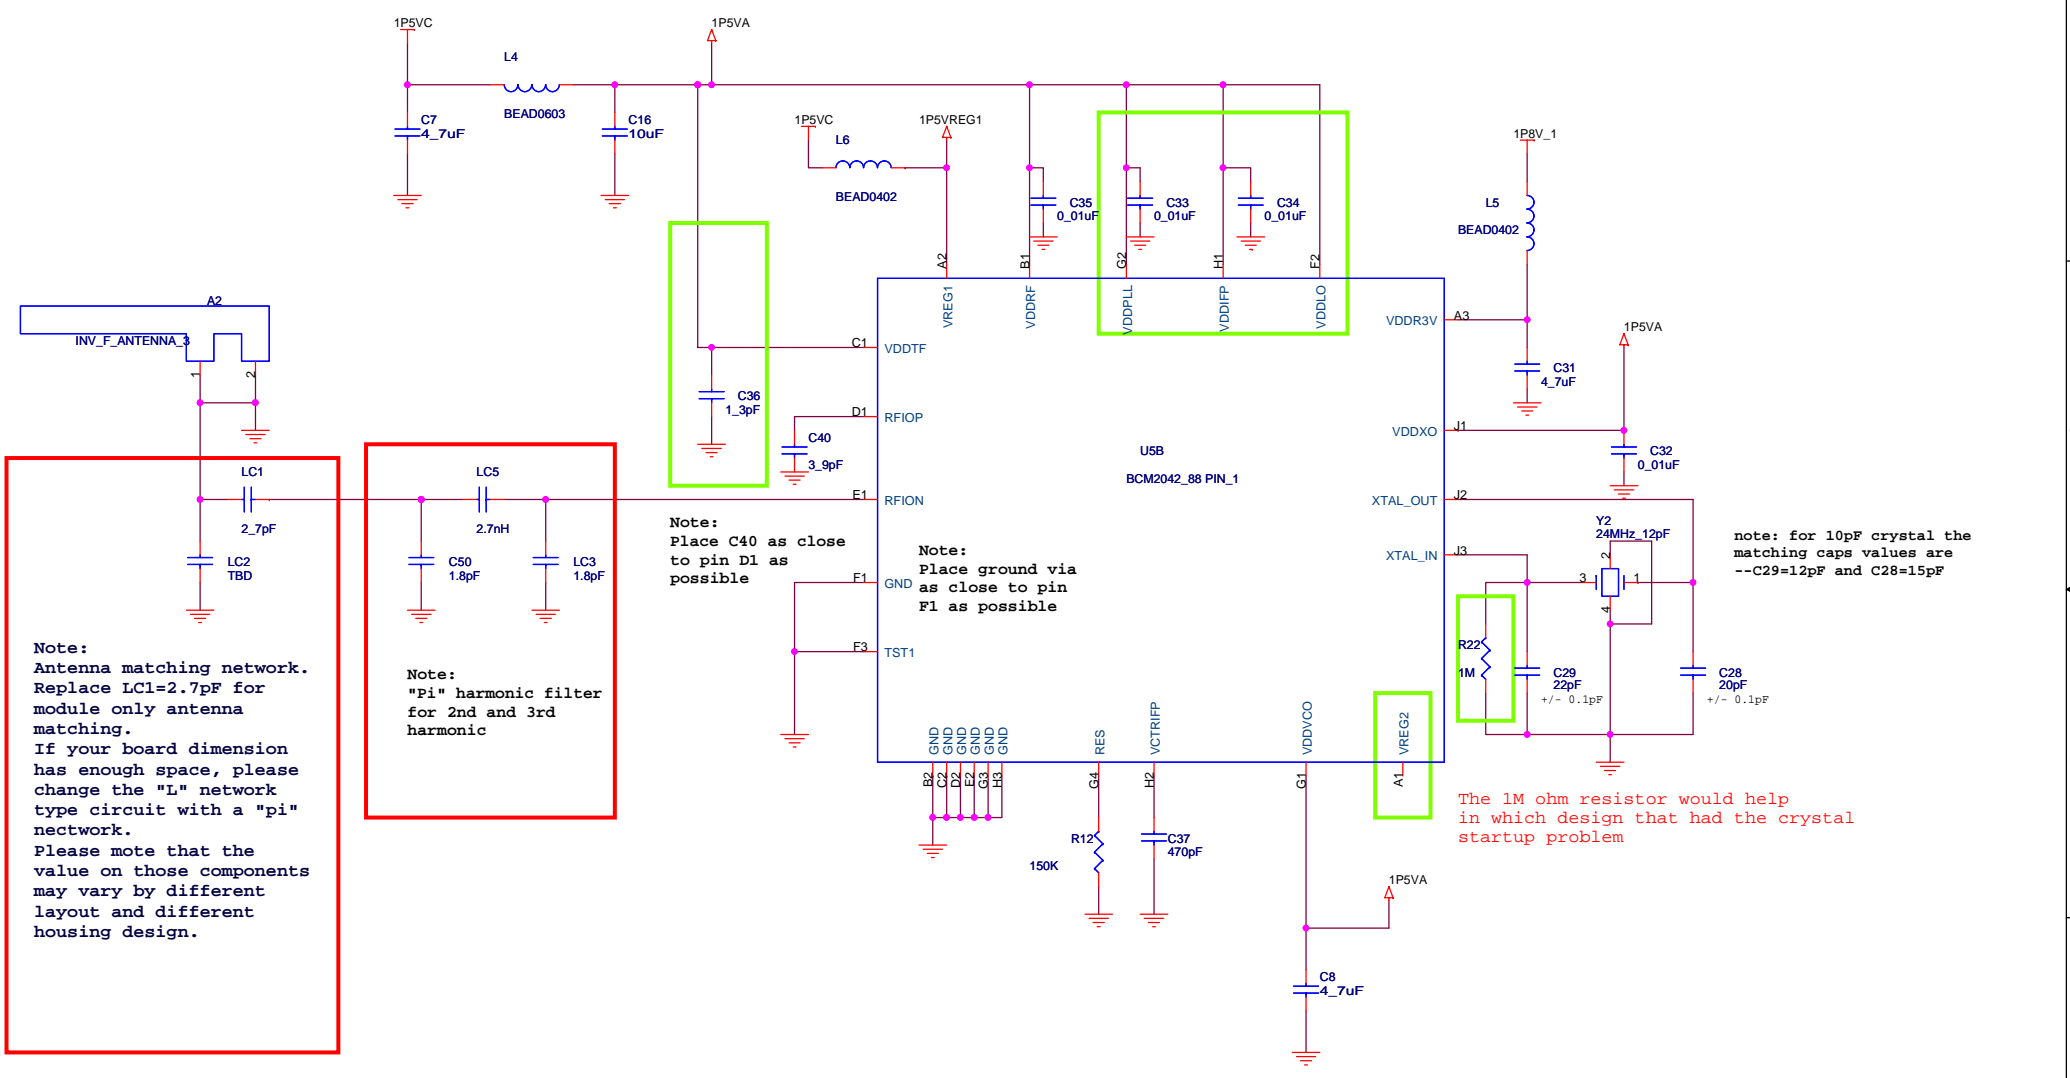 1P5VC
1P5VA
L4
BEAD0603
C7
4_7uF
C16
10uF
1P5VC
L6
BEAD0402
1P5VREG1
C35
0_01uF
C33
0_01uF
C34
0_01uF
1P8V_1
L5
BEAD0402
A2
B1
G2
H1
F2
VREG1
VDDRF
VDDPLL
VDDIFP
VDDLO
A2
INV_F_ANTENNA_3
1
2
C1
VDDTF
C36
1_3pF
D1
RFIOP
C40
3_9pF
E1
RFION
F1
GND
F3
TST1
VDDR3V
A3
C31
4_7uF
1P5VA
VDDXO
J1
C32
0_01uF
XTAL_OUT
J2
XTAL_IN
J3
U5B
BCM2042_88 PIN_1
Y2
24MHz_12pF
2
3
1
4
note: for 10pF crystal the
matching caps values are
--C29=12pF and C28=15pF
LC1
2_7pF
LC2
TBD
LC5
2.7nH
C50
1.8pF
LC3
1.8pF
Note:
Place C40 as close
to pin D1 as
possible
Note:
Place ground via
as close to pin
F1 as possible
R22
1M
C29
22pF
+/- 0.1pF
C28
20pF
+/- 0.1pF
Note:
Antenna matching network.
Replace LC1=2.7pF for
module only antenna
matching.
If your board dimension
has enough space, please
change the "L" network
type circuit with a "pi"
nectwork.
Please mote that the
value on those components
may vary by different
layout and different
housing design.
Note:
"Pi" harmonic filter
for 2nd and 3rd
harmonic
GND
GND
GND
GND
GND
GND
RES
VCTRIFP
VDDVCO
VREG2
B2
C2
D2
E2
G3
H3
G4
H2
G1
A1
The 1M ohm resistor would help
in which design that had the crystal
startup problem
R12
150K
C37
470pF
1P5VA
C8
4_7uF